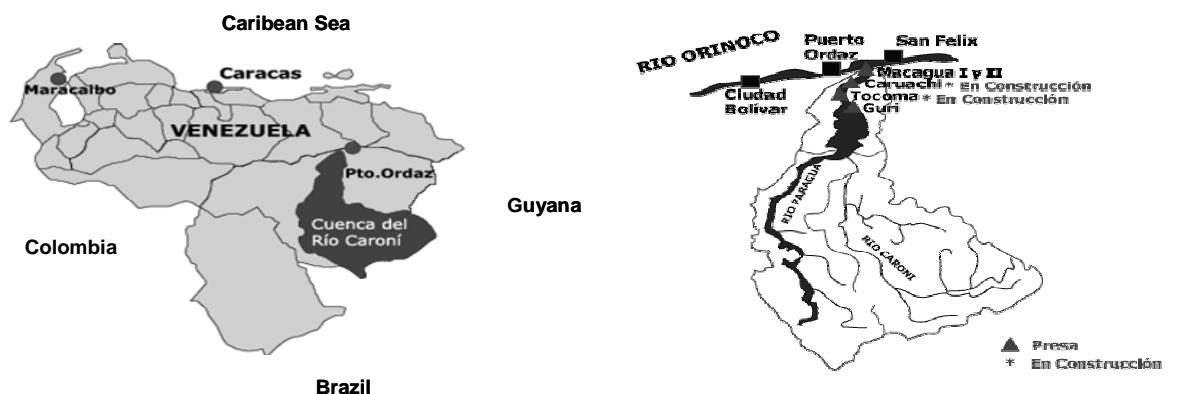 Caribean Sea
Caracas
Maracaibo
VENEZUELA
Pto.Ordaz
Cuenca del
Río Caroní
Guyana
Colombia
Brazil
RIO ORINOCO
Puerto
Ordaz
San Felix
Macagua I y II
Caruachi * En Construcción
Tocoma * En Construcción
Guri
Ciudad
Bolívar
RIO PARAGUA
RIO CARONI
Presa
* En Construcción